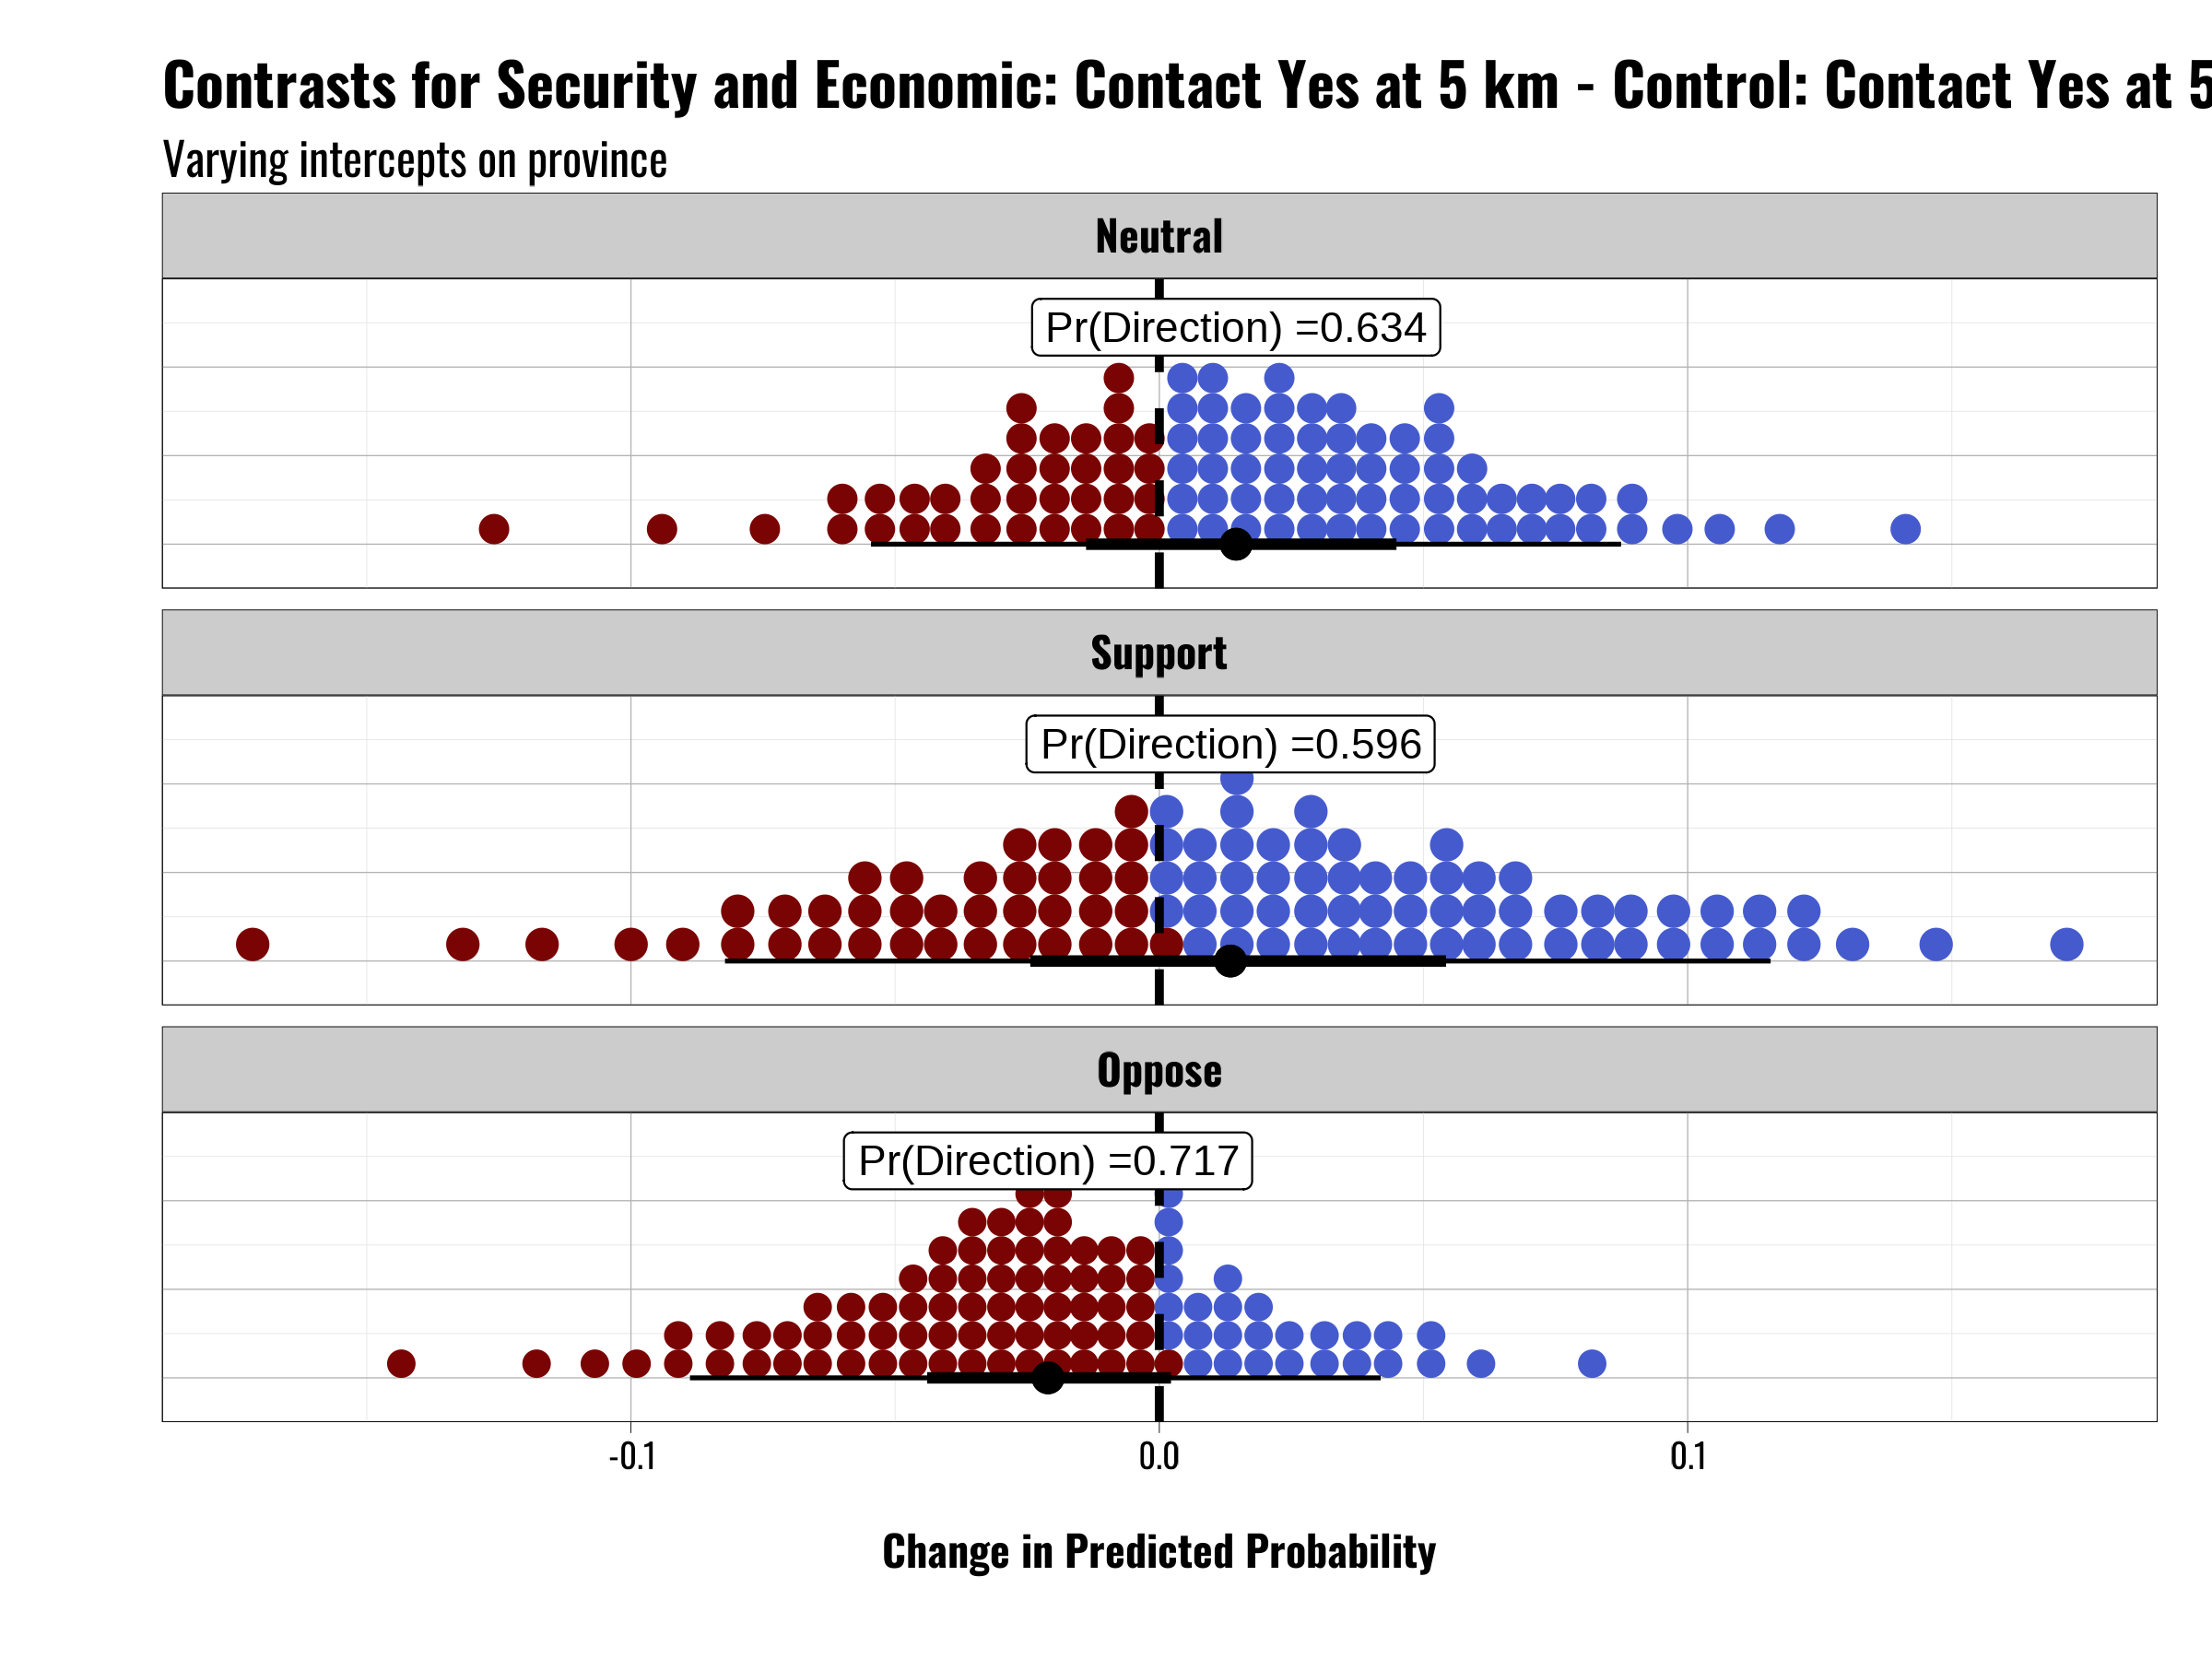 Contrasts for Security and Economic: Contact Yes at 5 km - Control: Contact Yes at 5
Varying intercepts on province
Neutral
Pr(Direction) =0.634
Support
Pr(Direction) =0.596
Oppose
Pr(Direction) =0.717
-0.1
0.0
0.1
Change in Predicted Probability